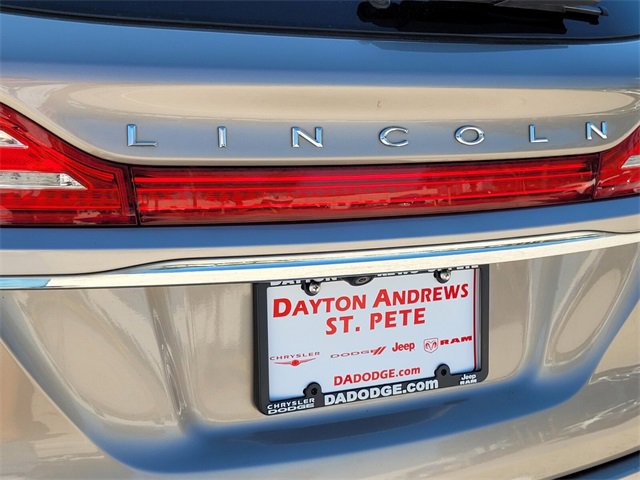 LINCOLN
DAYTON ANDREWS
ST. PETE
CHRYSLER DODGE Jeep RAM
DADODGE.com
CHRYSLER DODGE DADODGE.com Jeep RAM